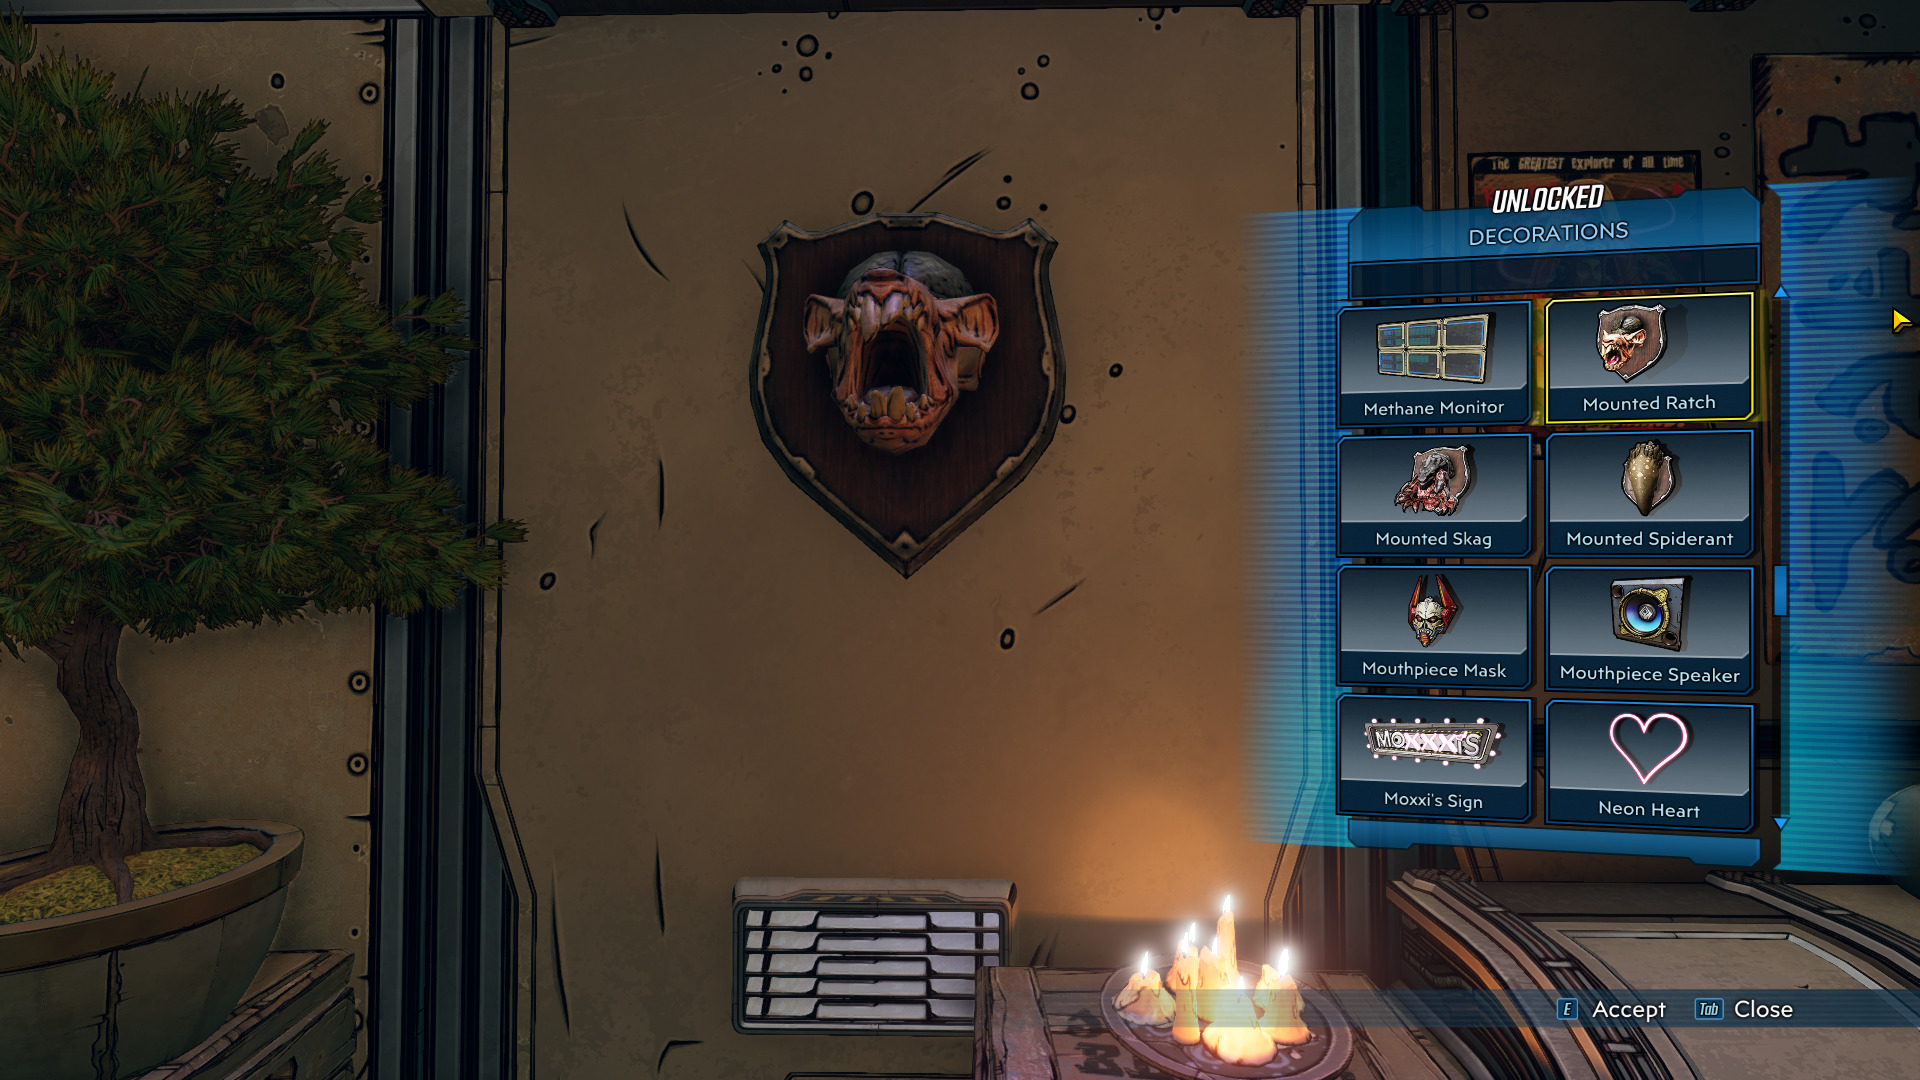 The GREATEST explorer of all time
UNLOCKED
DECORATIONS
Methane Monitor
Mounted Ratch
Mounted Skag
Mounted Spiderant
Mouthpiece Mask
Mouthpiece Speaker
MOXXXI'S
Moxxi's Sign
Neon Heart
E Accept Tab Close